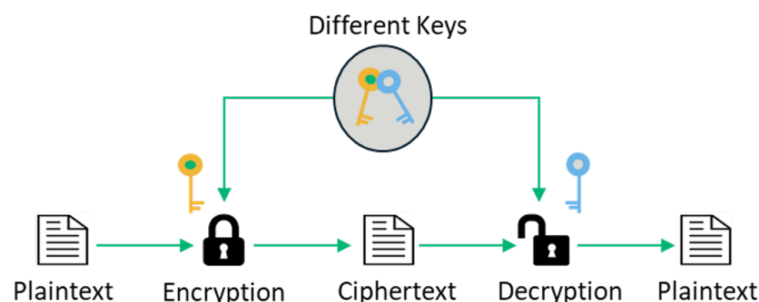 Different Keys
Plaintext
Encryption
Ciphertext
Decryption
Plaintext